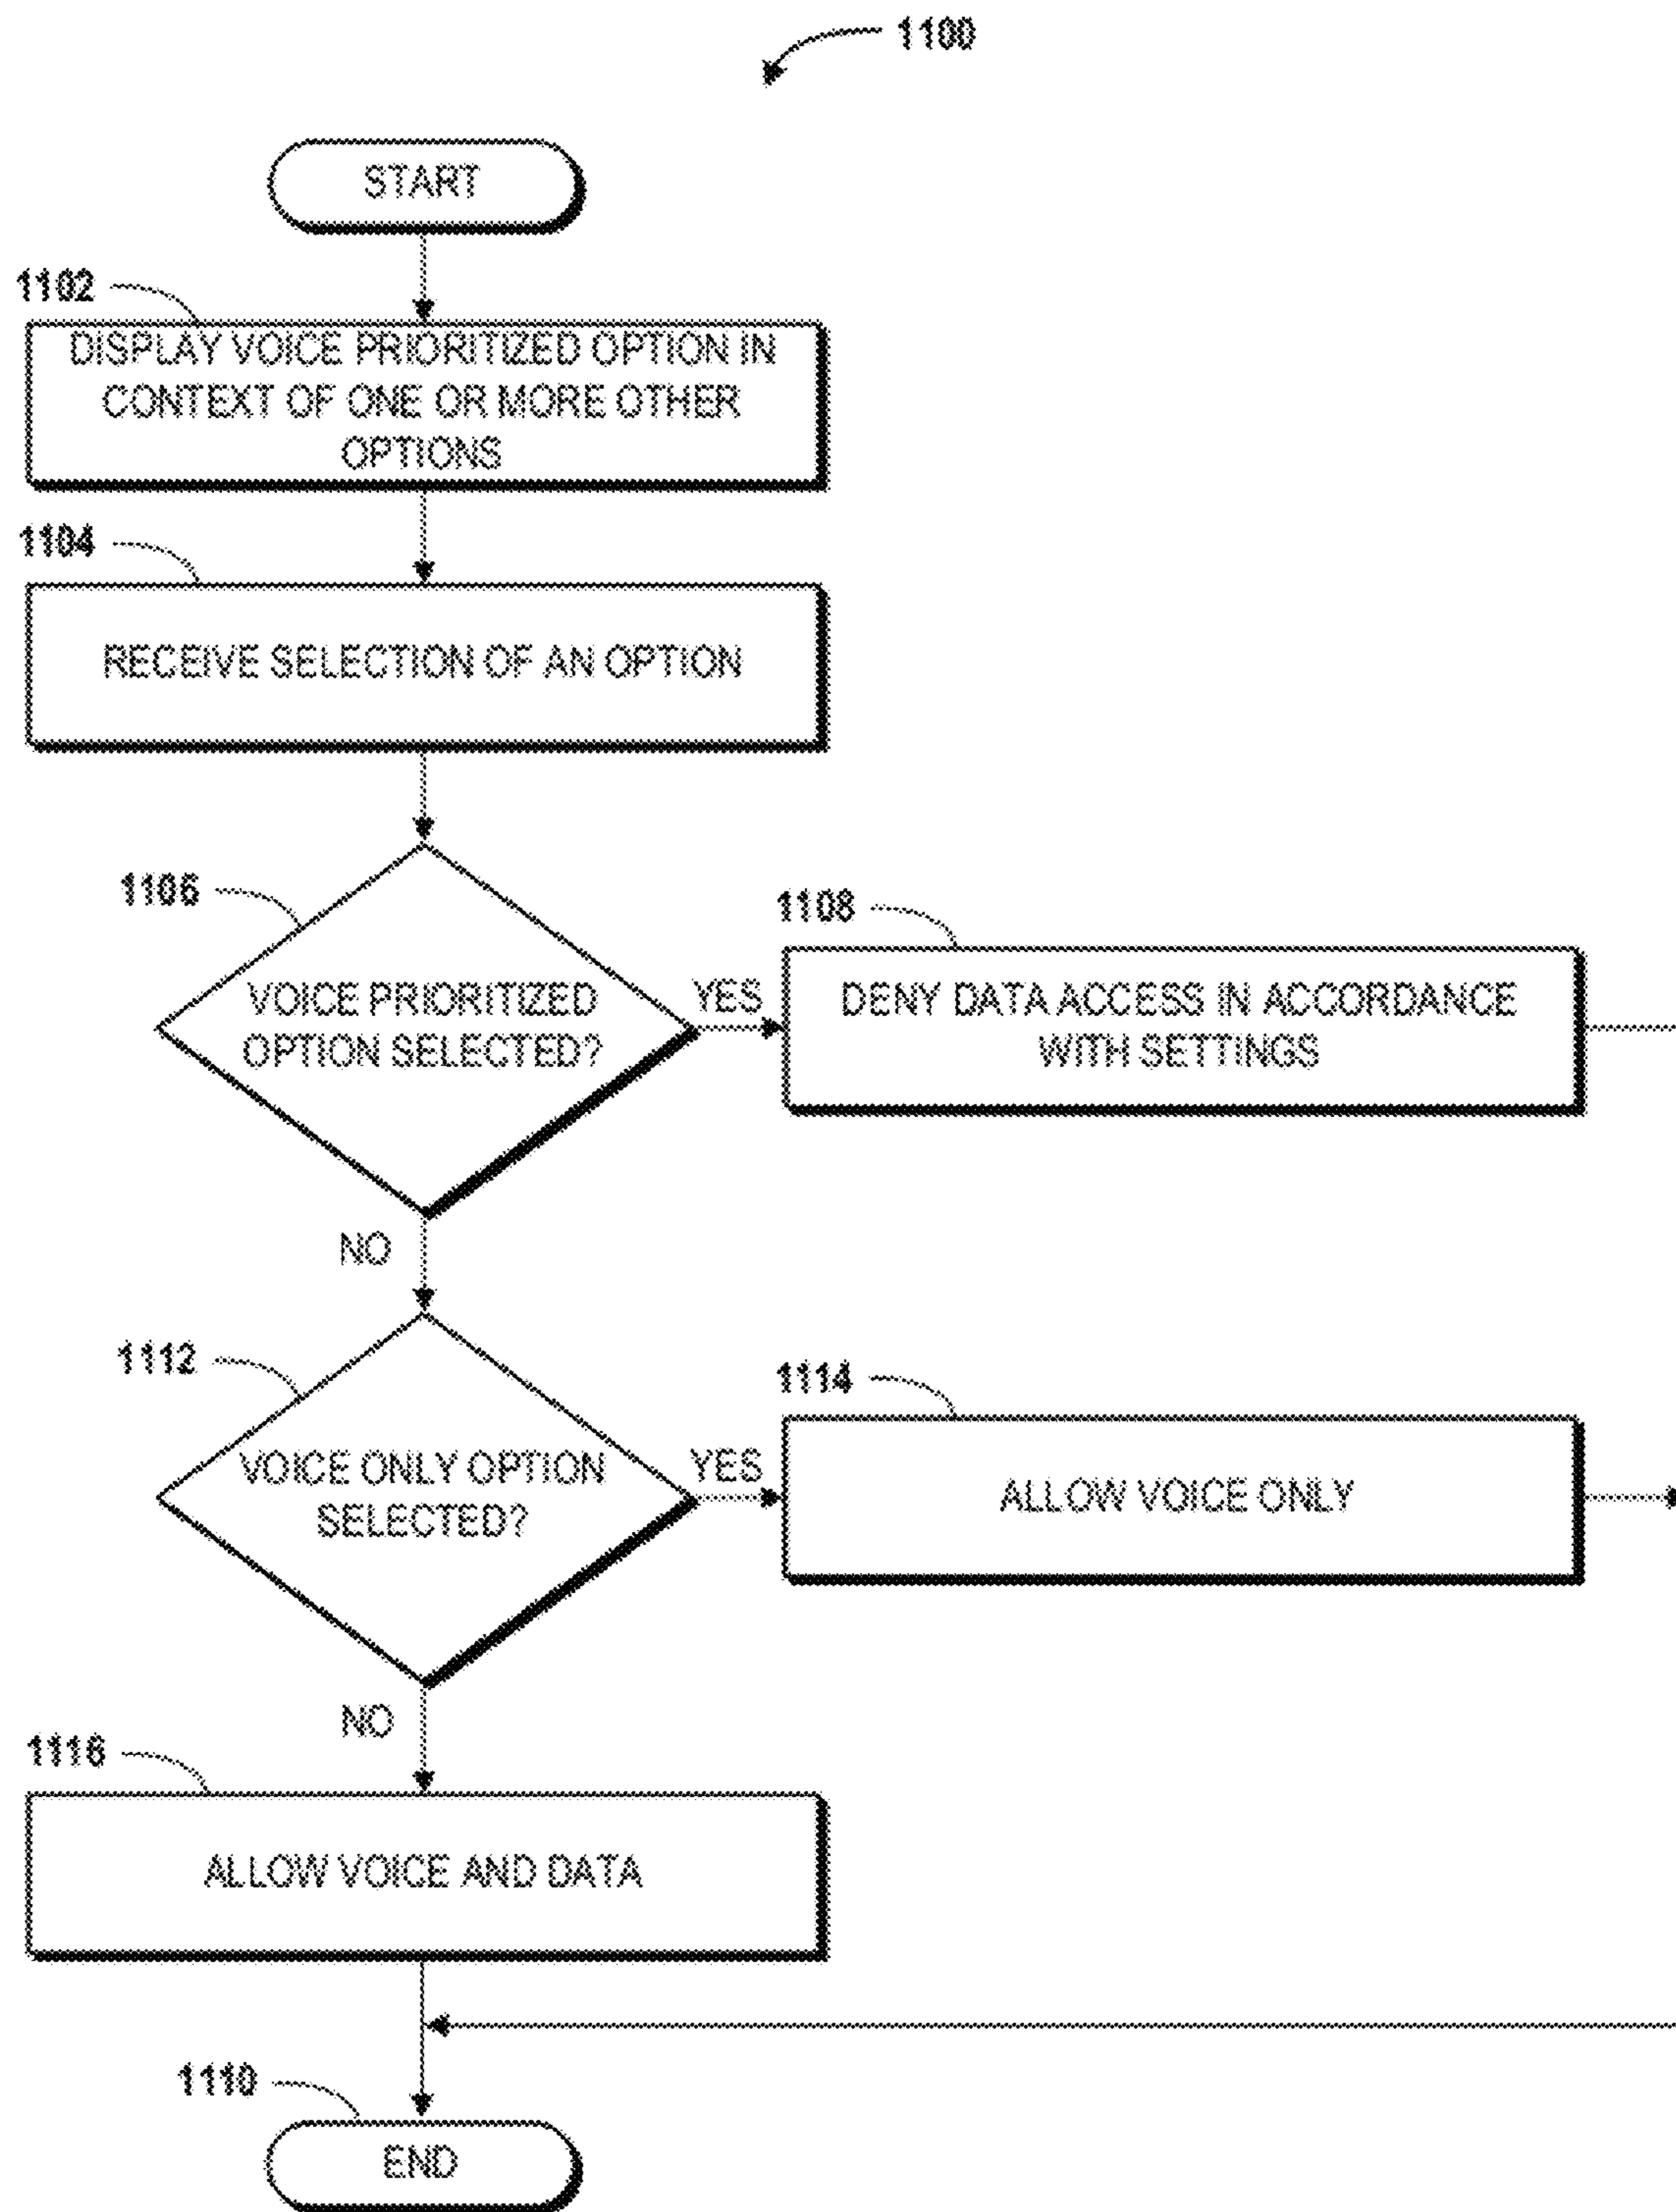 1100
START
1102
DISPLAY VOICE PRIORITIZED OPTION IN
CONTEXT OF ONE OR MORE OTHER
OPTIONS
1104
RECEIVE SELECTION OF AN OPTION
1106
VOICE PRIORITIZED
OPTION SELECTED?
YES
1108
DENY DATA ACCESS IN ACCORDANCE
WITH SETTINGS
NO
1112
VOICE ONLY OPTION
SELECTED?
YES
1114
ALLOW VOICE ONLY
NO
1116
ALLOW VOICE AND DATA
1110
END